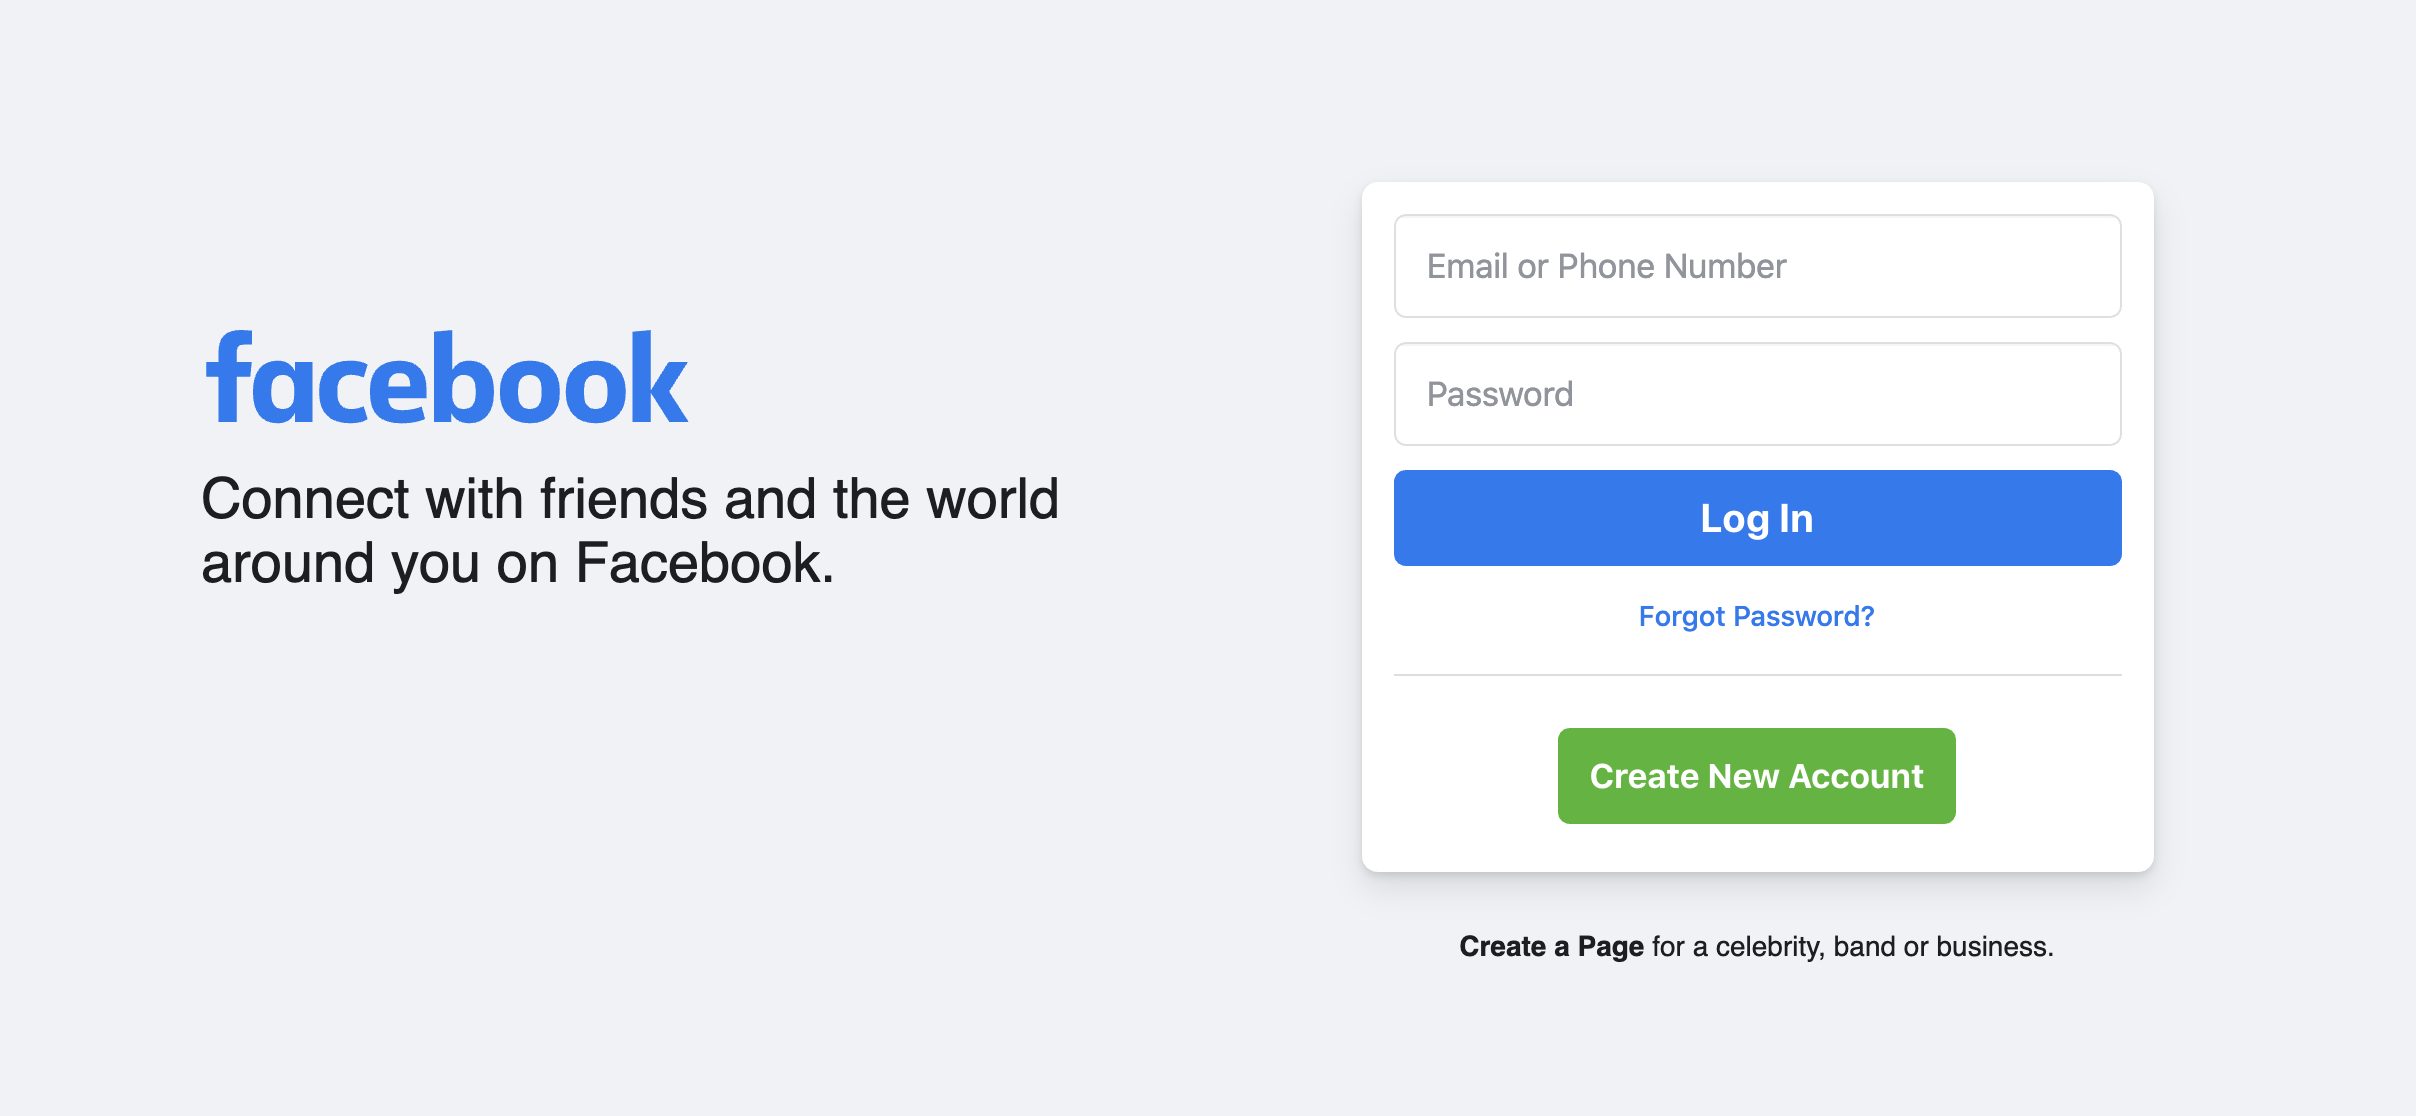 facebook
Connect with friends and the world
around you on Facebook.
Email or Phone Number
Password
Log In
Forgot Password?
Create New Account
Create a Page for a celebrity, band or business.